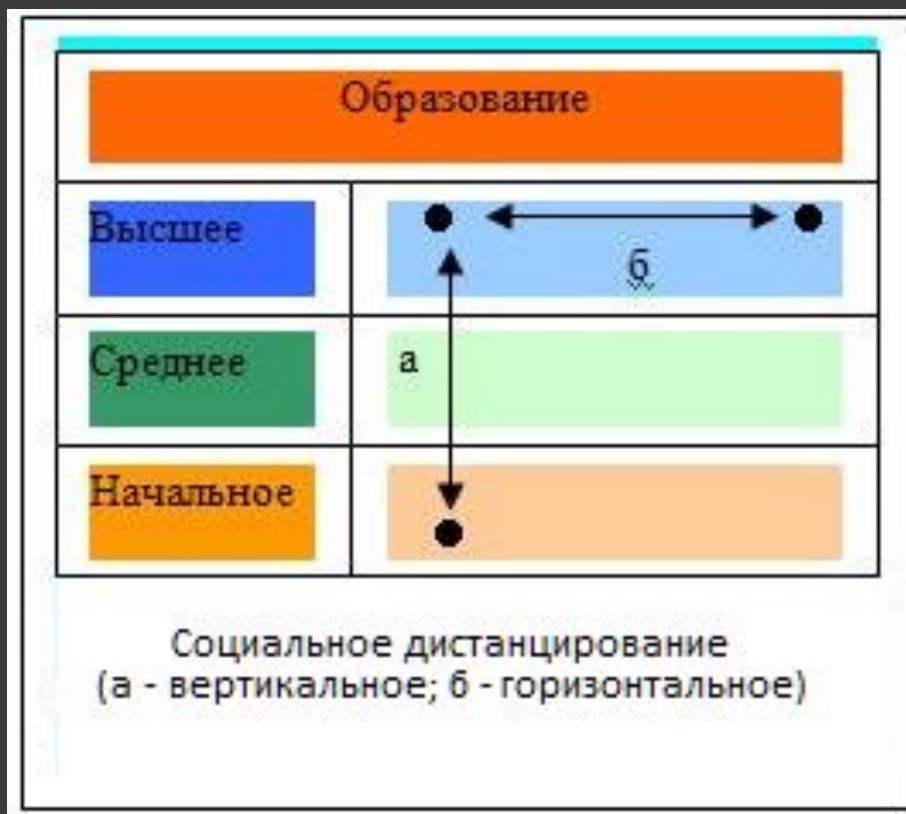 Образование
Высшее
б
Среднее
а
Начальное
Социальное дистанцирование
(а - вертикальное; б - горизонтальное)